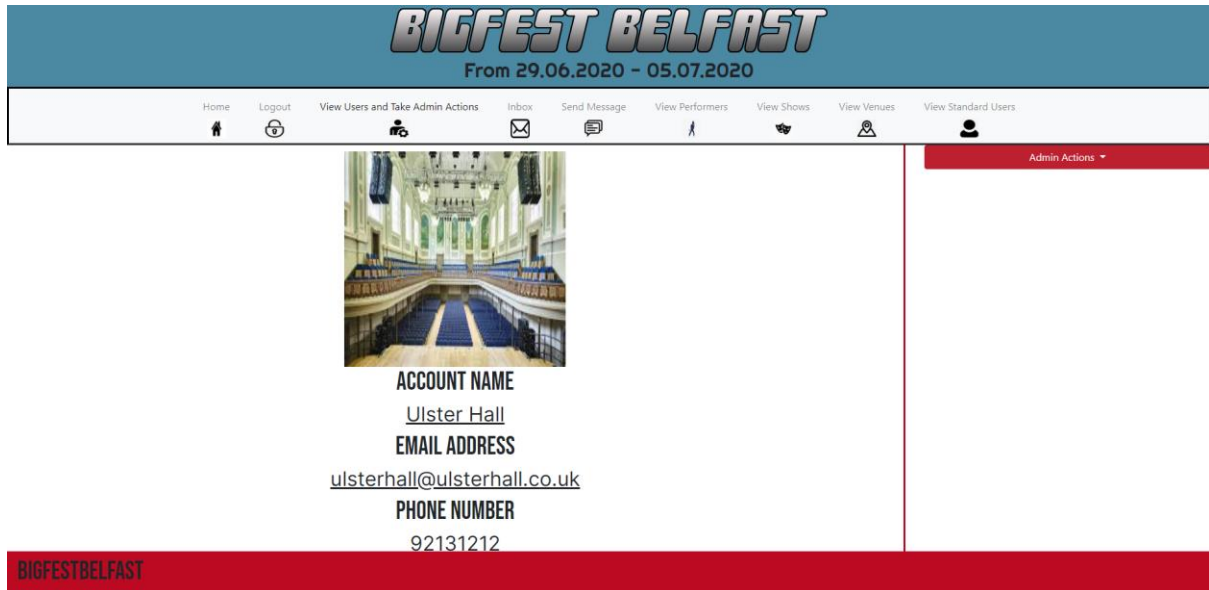 BIGFEST BELFAST
From 29.06.2020 - 05.07.2020
Home Logout View Users and Take Admin Actions Inbox Send Message View Performers View Shows View Venues View Standard Users
Admin Actions
ACCOUNT NAME
Ulster Hall
EMAIL ADDRESS
ulsterhall@ulsterhall.co.uk
PHONE NUMBER
92131212
BIGFESTBELFAST